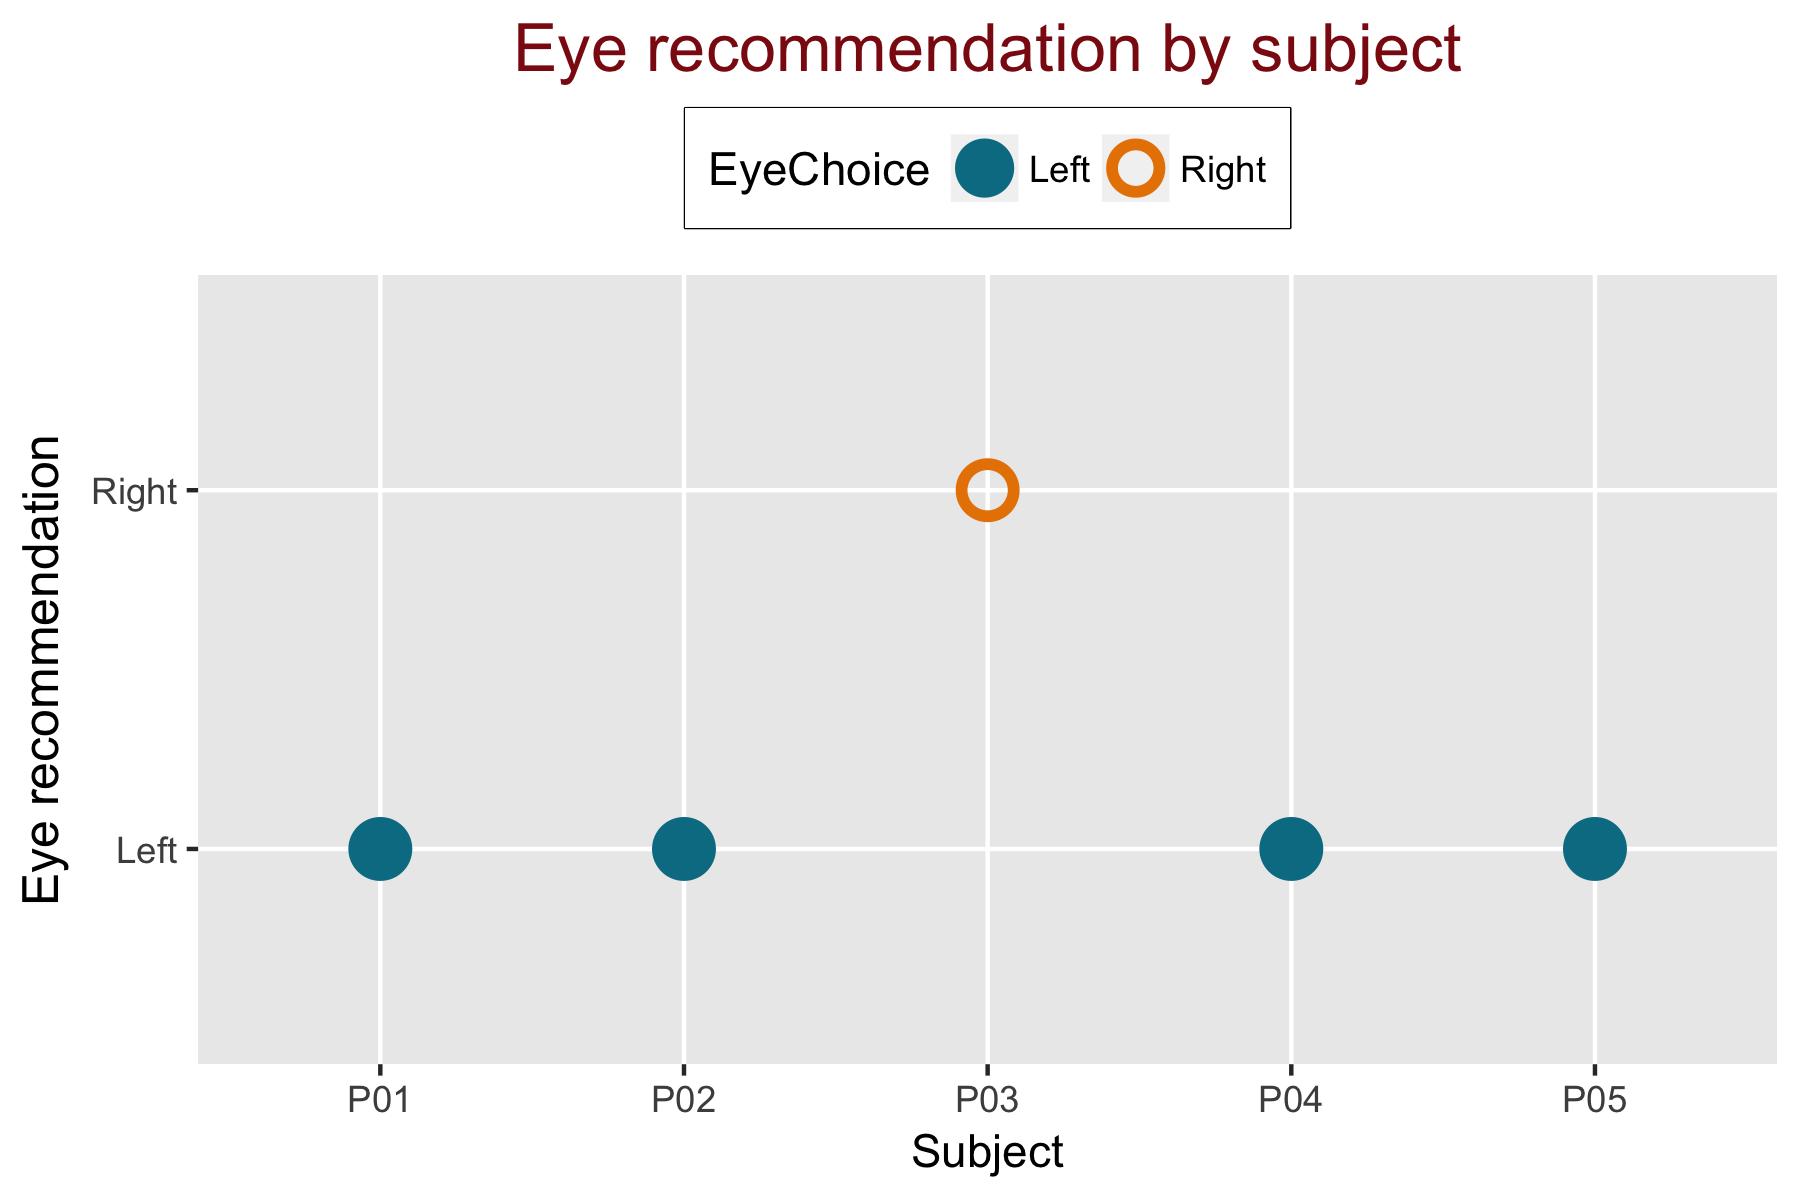 Eye recommendation by subject
EyeChoice Left Right
Eye recommendation
Right
Left
P01 P02 P03 P04 P05
Subject